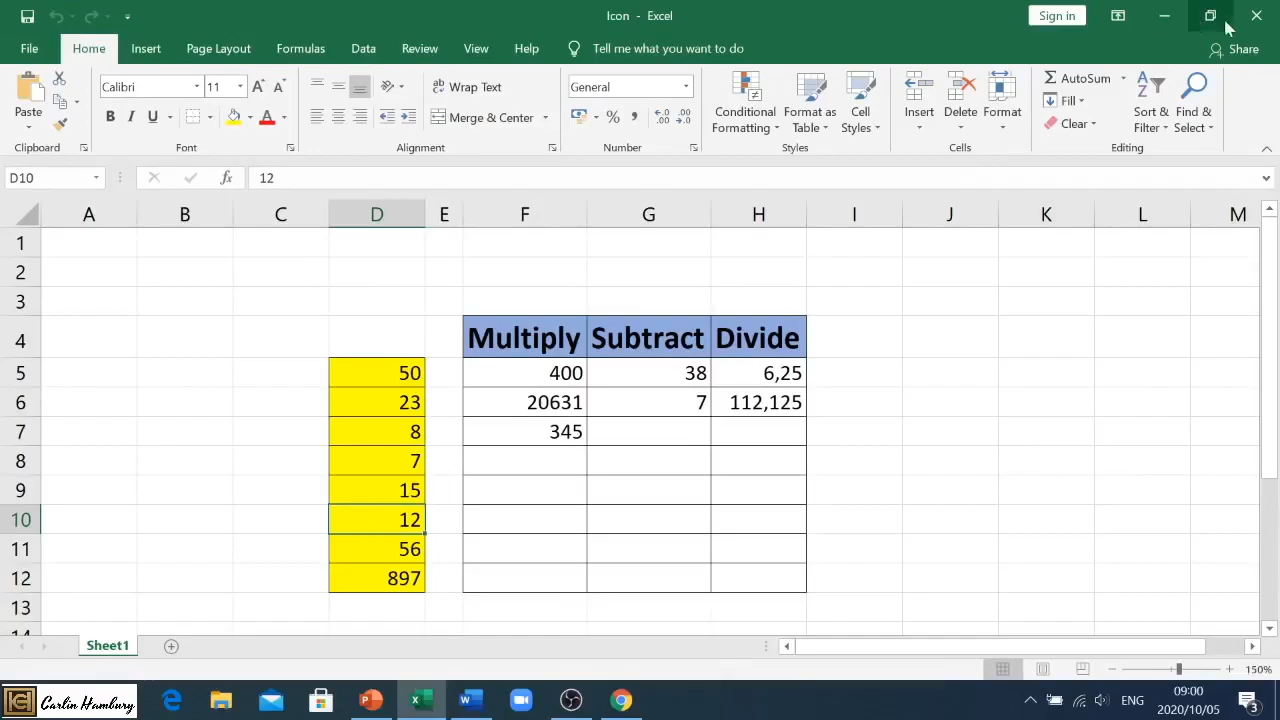 Icon - Excel
Sign in
File Home Insert Page Layout Formulas Data Review View Help Tell me what you want to do Share
Paste
Calibri 11
B I U
Wrap Text
Merge & Center
General
% ,
Conditional Formatting
Format as Table
Cell Styles
Insert Delete Format
AutoSum
Fill
Clear
Sort & Filter
Find & Select
Clipboard Font Alignment Number Styles Cells Editing
D10 fx 12
A B C D E F G H I J K L M
1
2
3
4 Multiply Subtract Divide
5 50 400 38 6,25
6 23 20631 7 112,125
7 8 345
8 7
9 15
10 12
11 56
12 897
13
14
Sheet1
150%
Carlin Hambury
ENG
09:00
2020/10/05
3